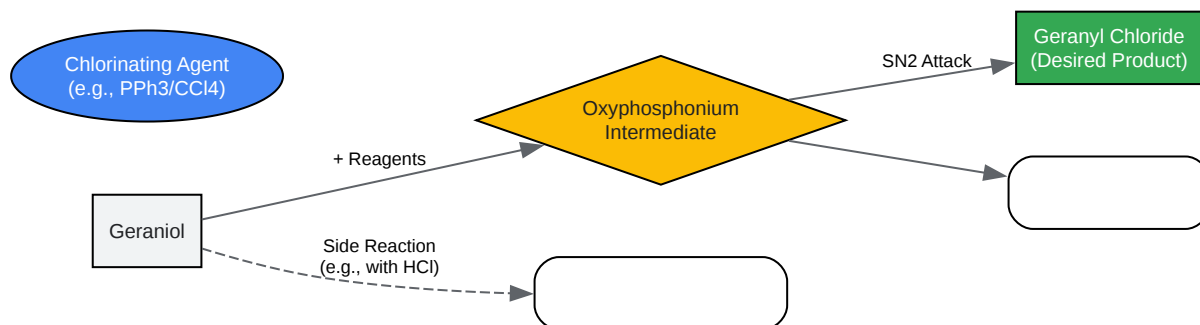 Chlorinating Agent
(e.g., PPh3/CCl4)
Geraniol
+ Reagents
Side Reaction
(e.g., with HCl)
Oxyphosphonium
Intermediate
SN2 Attack
Geranyl Chloride
(Desired Product)